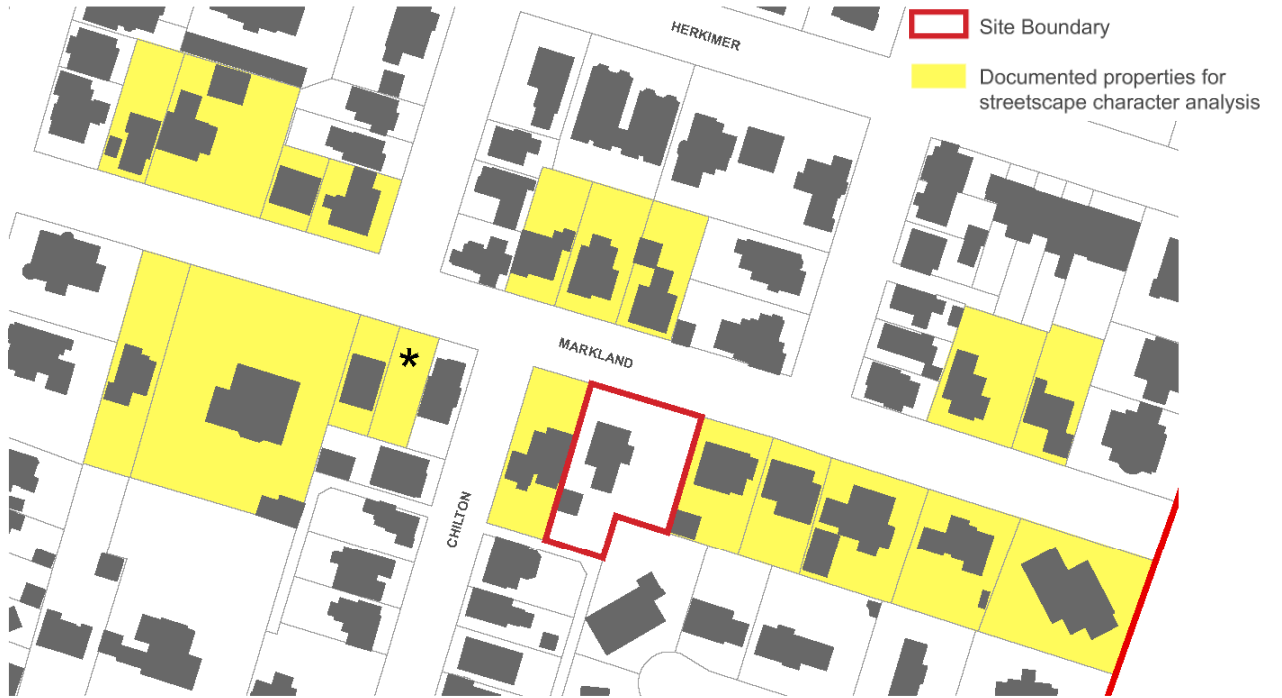 HERKIMER
Site Boundary
Documented properties for
streetscape character analysis
MARKLAND
*
CHILTON